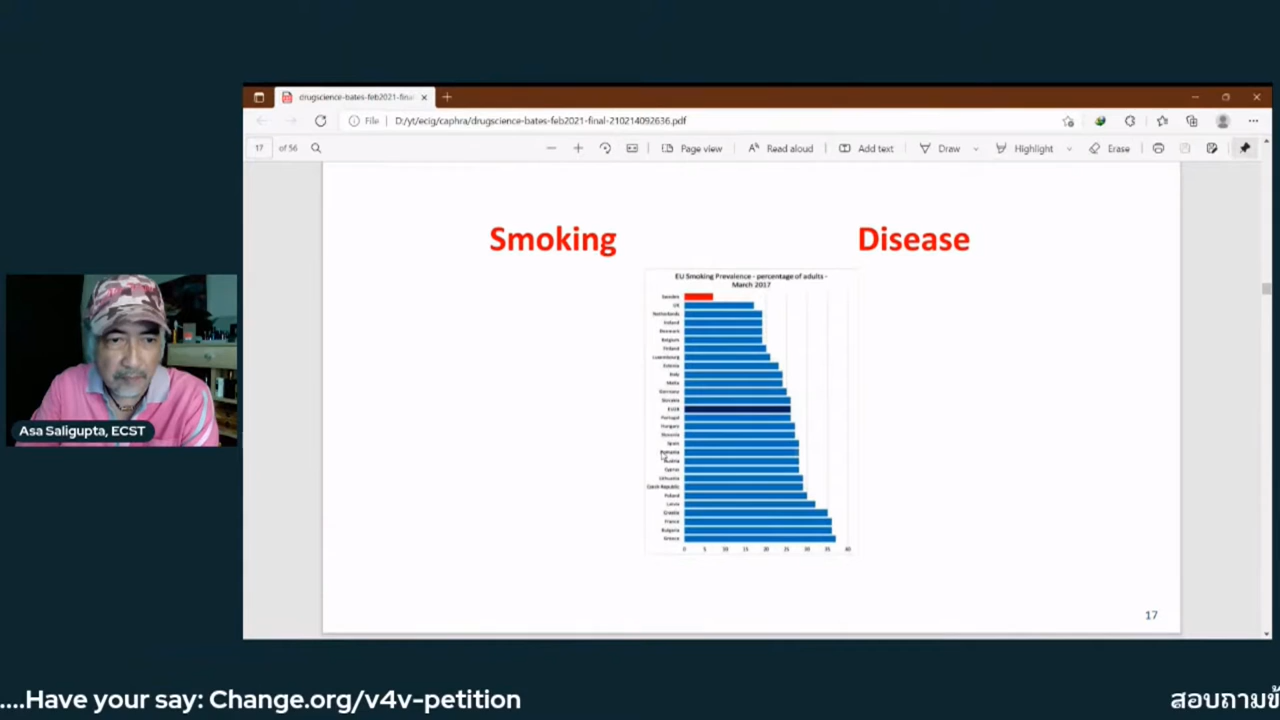 drugscience-bates-feb2021-fina
File
D:/yt/ecig/caphra/drugscience-bates-feb2021-final-210214092636.pdf
17 of 56
Page view
Read aloud
Add text
Draw
Highlight
Erase
Smoking
Disease
EU Smoking Prevalence - percentage of adults -
March 2017
Sweden
UK
Netherlands
Denmark
Belgium
Luxembourg
Estonia
Italy
Malta
Germany
Slovakia
EU28
Portugal
Hungary
Slovenia
Spain
Cyprus
Lithuania
Czech Republic
Poland
Latvia
France
Bulgaria
Greece
0 5 10 15 20 25 30 35 40
17
Asa Saligupta, ECST
....Have your say: Change.org/v4v-petition
สอบถามข้